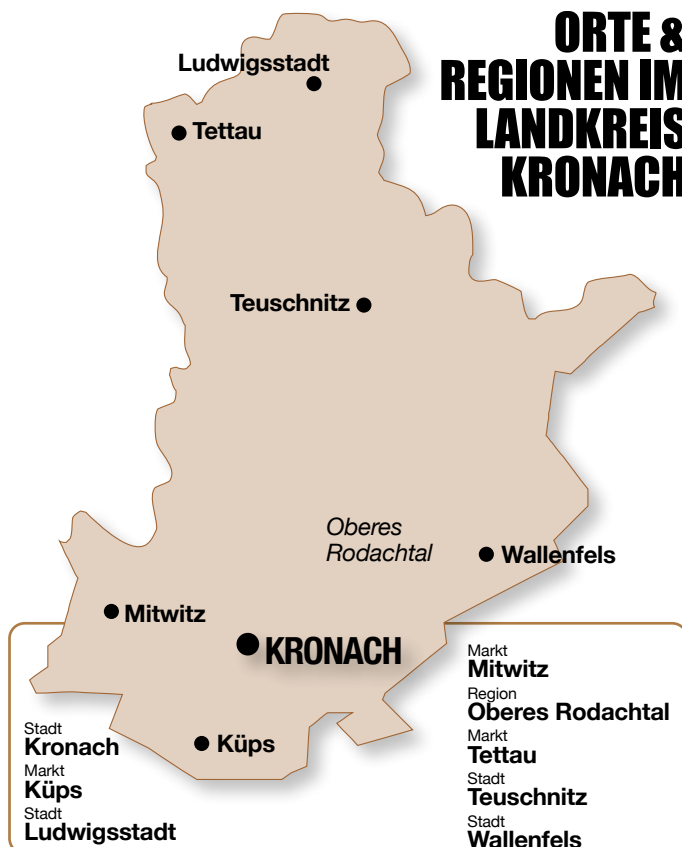 ORTE &
REGIONEN IM
LANDKREIS
KRONACH
Ludwigsstadt
Tettau
Teuschnitz
Oberes
Rodachtal
Wallenfels
Mitwitz
KRONACH
Küps
Stadt
Kronach
Markt
Küps
Stadt
Ludwigsstadt
Markt
Mitwitz
Region
Oberes Rodachtal
Markt
Tettau
Stadt
Teuschnitz
Stadt
Wallenfels